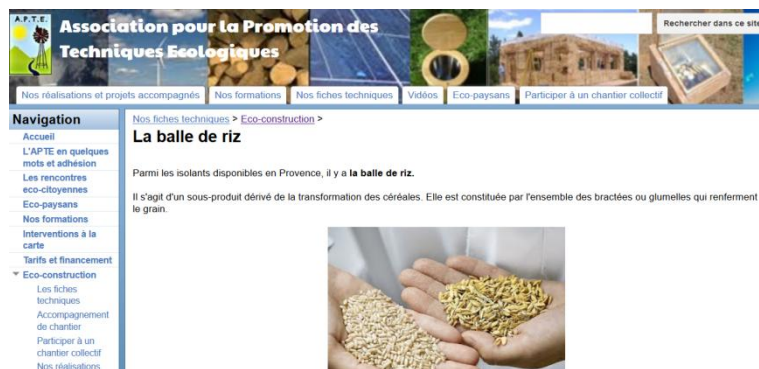 A.P.T.E.
Association pour la Promotion des
Techniques Ecologiques
Rechercher dans ce site
Nos réalisations et projets accompagnés
Nos formations
Nos fiches techniques
Vidéos
Eco-paysans
Participer à un chantier collectif
Navigation
Accueil
L'APTE en quelques
mots et adhésion
Les rencontres
eco-citoyennes
Eco-paysans
Nos formations
Interventions à la
carte
Tarifs et financement
Eco-construction
Les fiches
techniques
Accompagnement
de chantier
Participer à un
chantier collectif
Nos réalisations
Nos fiches techniques > Eco-construction >
La balle de riz
Parmi les isolants disponibles en Provence, il y a la balle de riz.
Il s'agit d'un sous-produit dérivé de la transformation des céréales. Elle est constituée par l'ensemble des bractées ou glumelles qui renferment
le grain.